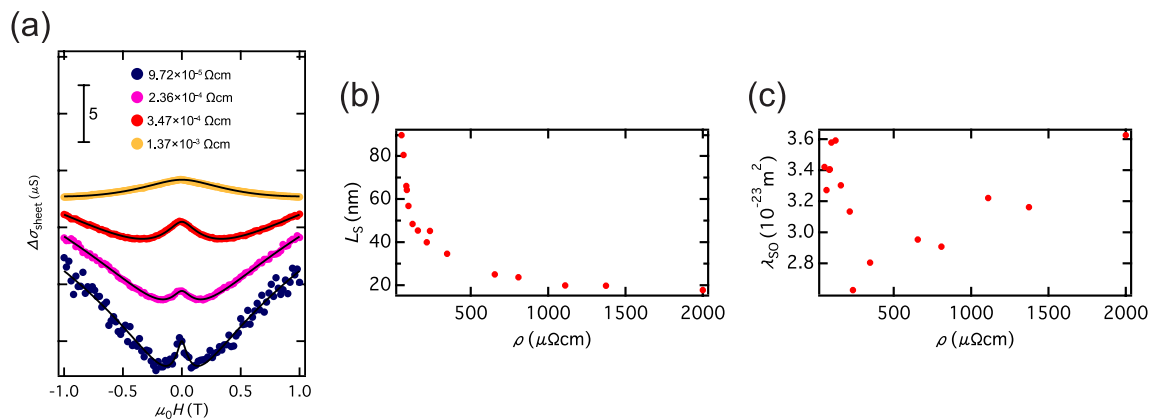 (a)
9.72×10⁻⁵ Ωcm
2.36×10⁻⁴ Ωcm
3.47×10⁻⁴ Ωcm
1.37×10⁻³ Ωcm
5
Δσsheet (μS)
-1.0 -0.5 0.0 0.5 1.0
μ₀H (T)
(b)
80
60
40
20
Lₛ (nm)
500 1000 1500 2000
ρ (μΩcm)
(c)
3.6
3.4
3.2
3.0
2.8
λSO (10⁻²³ m²)
500 1000 1500 2000
ρ (μΩcm)